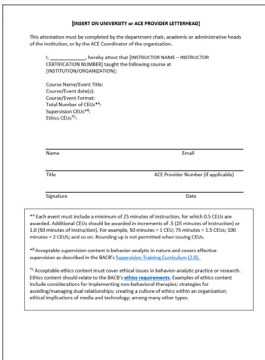 [INSERT ON UNIVERSITY or ACE PROVIDER LETTERHEAD]
This attestation must be completed by the department chair, academic or administrative heads
of the institution, or by the ACE Coordinator of the organization.
I, ____________, hereby attest that [INSTRUCTOR NAME – INSTRUCTOR
CERTIFICATION NUMBER] taught the following course at
[INSTITUTION/ORGANIZATION]:
Course Name/Event Title:
Course/Event date(s):
Course/Event Format:
Total Number of CEUs*^:
Supervision CEUs*:
Ethics CEUs*:
Name Email
Title ACE Provider Number (if applicable)
Signature Date
*^ Each event must include a minimum of 25 minutes of instruction, for which 0.5 CEUs are
awarded. Additional CEUs should be awarded in increments of .5 (25 minutes of instruction) or
1.0 (50 minutes of instruction). For example, 50 minutes = 1 CEU; 75 minutes = 1.5 CEUs; 100
minutes = 2 CEUS; and so on. Rounding up is not permitted when issuing CEUs.
* Acceptable supervision content is behavior-analytic in nature and covers effective
supervision as described in the BACB's Supervision Training Curriculum (2.0).
* Acceptable ethics content must cover ethical issues in behavior-analytic practice or research.
Ethics content should relate to the BACB's ethics requirements. Examples of ethics content
include considerations for implementing non-behavioral therapies; strategies for
avoiding/managing dual relationships; creating a culture of ethics within an organization;
ethical implications of media and technology; among many other types.